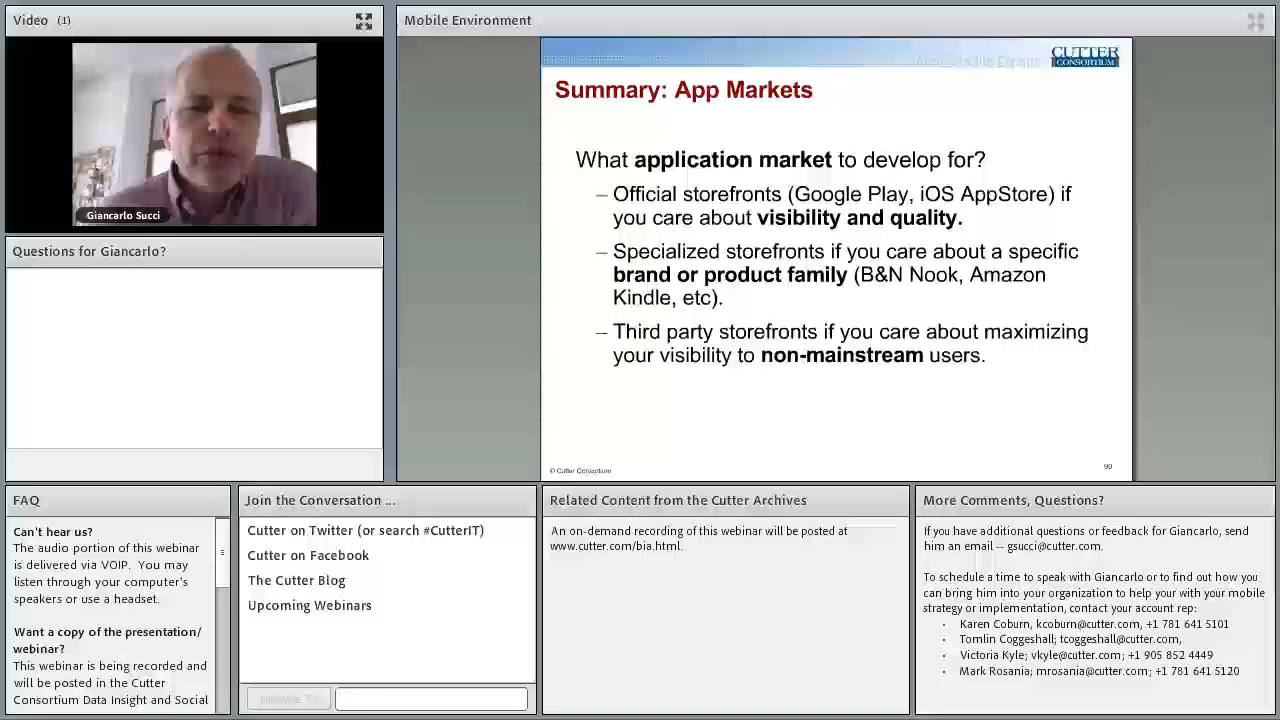 Video (1)
Giancarlo Succi
Questions for Giancarlo?
Mobile Environment
CUTTER
CONSORTIUM
Summary: App Markets
What application market to develop for?
– Official storefronts (Google Play, iOS AppStore) if
you care about visibility and quality.
– Specialized storefronts if you care about a specific
brand or product family (B&N Nook, Amazon
Kindle, etc).
– Third party storefronts if you care about maximizing
your visibility to non-mainstream users.
© Cutter Consortium
90
FAQ
Can't hear us?
The audio portion of this webinar
is delivered via VOIP. You may
listen through your computer's
speakers or use a headset.
Want a copy of the presentation/
webinar?
This webinar is being recorded and
will be posted in the Cutter
Consortium Data Insight and Social
Join the Conversation ...
Cutter on Twitter (or search #CutterIT)
Cutter on Facebook
The Cutter Blog
Upcoming Webinars
Related Content from the Cutter Archives
An on-demand recording of this webinar will be posted at
www.cutter.com/bia.html.
More Comments, Questions?
If you have additional questions or feedback for Giancarlo, send
him an email -- gsucci@cutter.com.
To schedule a time to speak with Giancarlo or to find out how you
can bring him into your organization to help your with your mobile
strategy or implementation, contact your account rep:
· Karen Coburn, kcoburn@cutter.com, +1 781 641 5101
· Tomlin Coggeshall; tcoggeshall@cutter.com,
· Victoria Kyle; vkyle@cutter.com; +1 905 852 4449
· Mark Rosania; mrosania@cutter.com; +1 781 641 5120